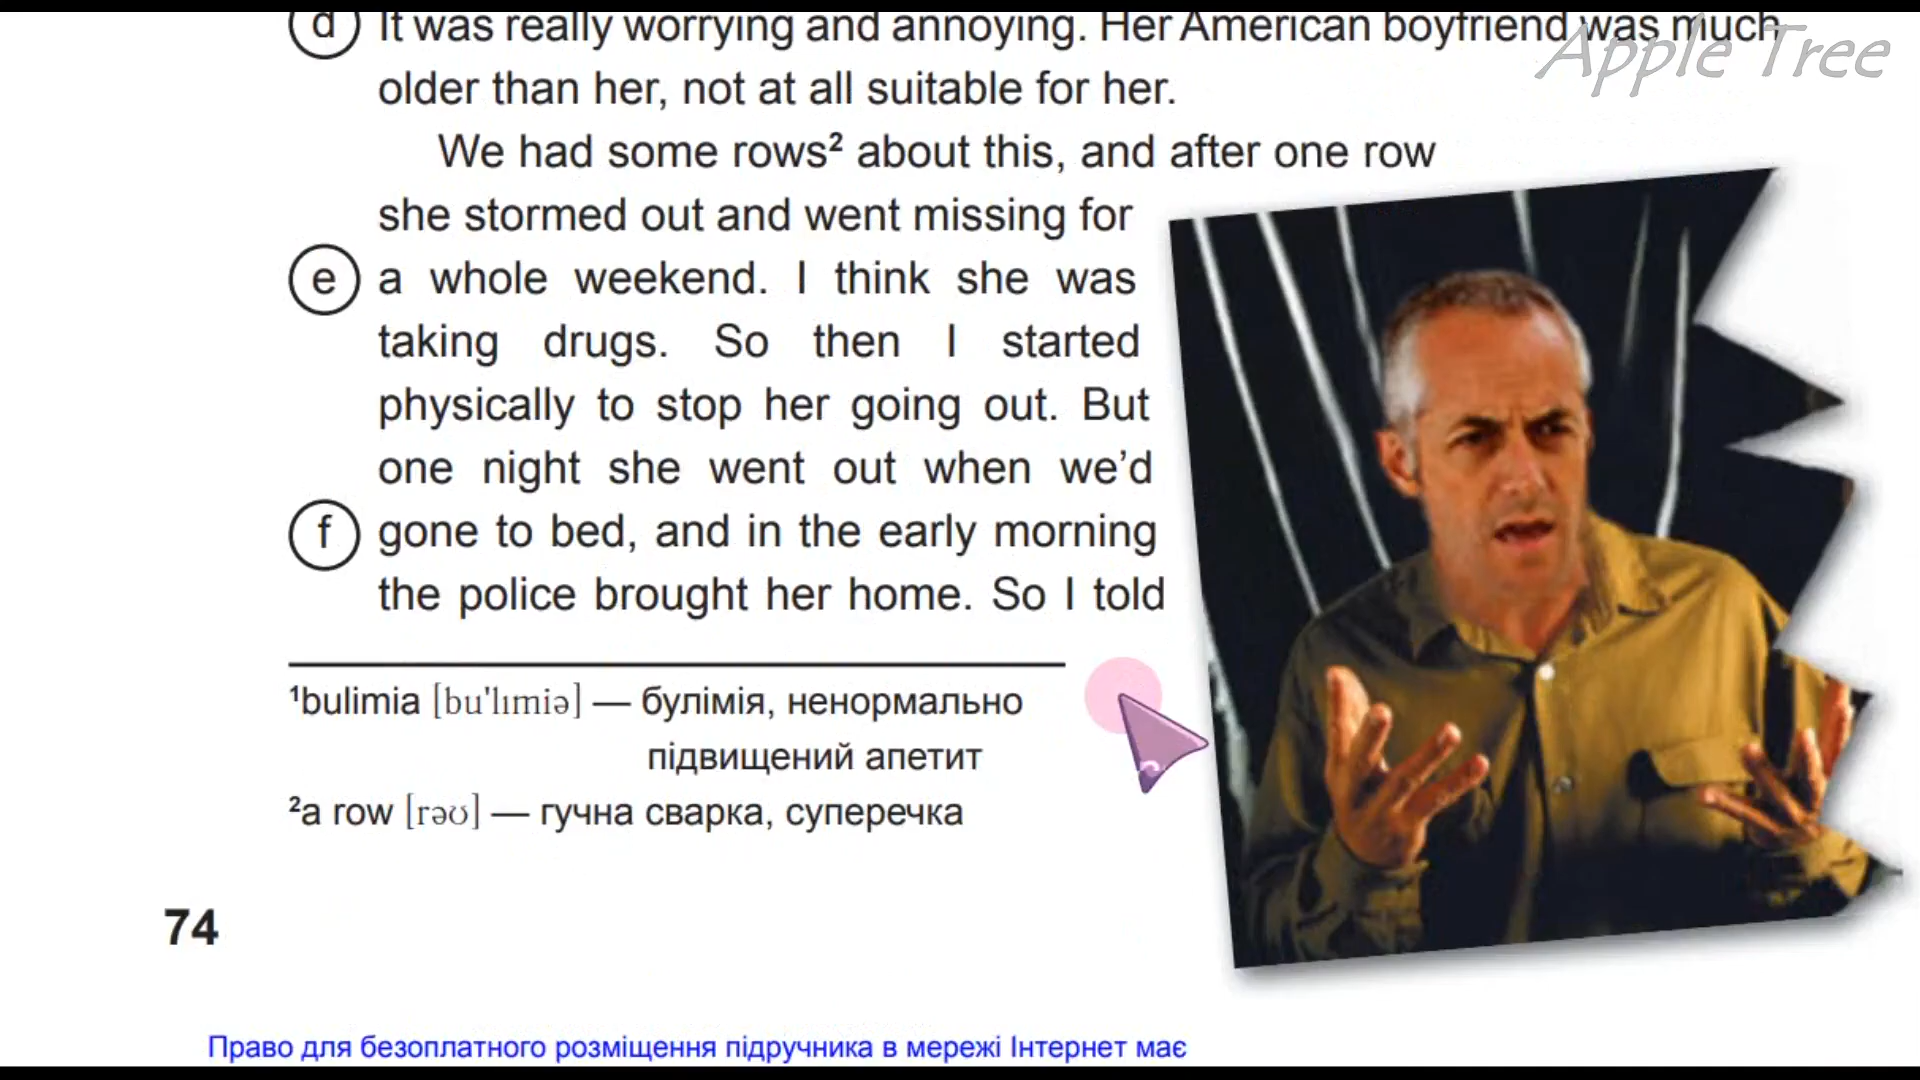 Apple Tree
d It was really worrying and annoying. Her American boyfriend was much
older than her, not at all suitable for her.
We had some rows² about this, and after one row
she stormed out and went missing for
e a whole weekend. I think she was
taking drugs. So then I started
physically to stop her going out. But
one night she went out when we’d
f gone to bed, and in the early morning
the police brought her home. So I told
¹bulimia [bu'lımiə] — булімія, ненормально
підвищений апетит
²a row [rəʊ] — гучна сварка, суперечка
74
Право для безоплатного розміщення підручника в мережі Інтернет має